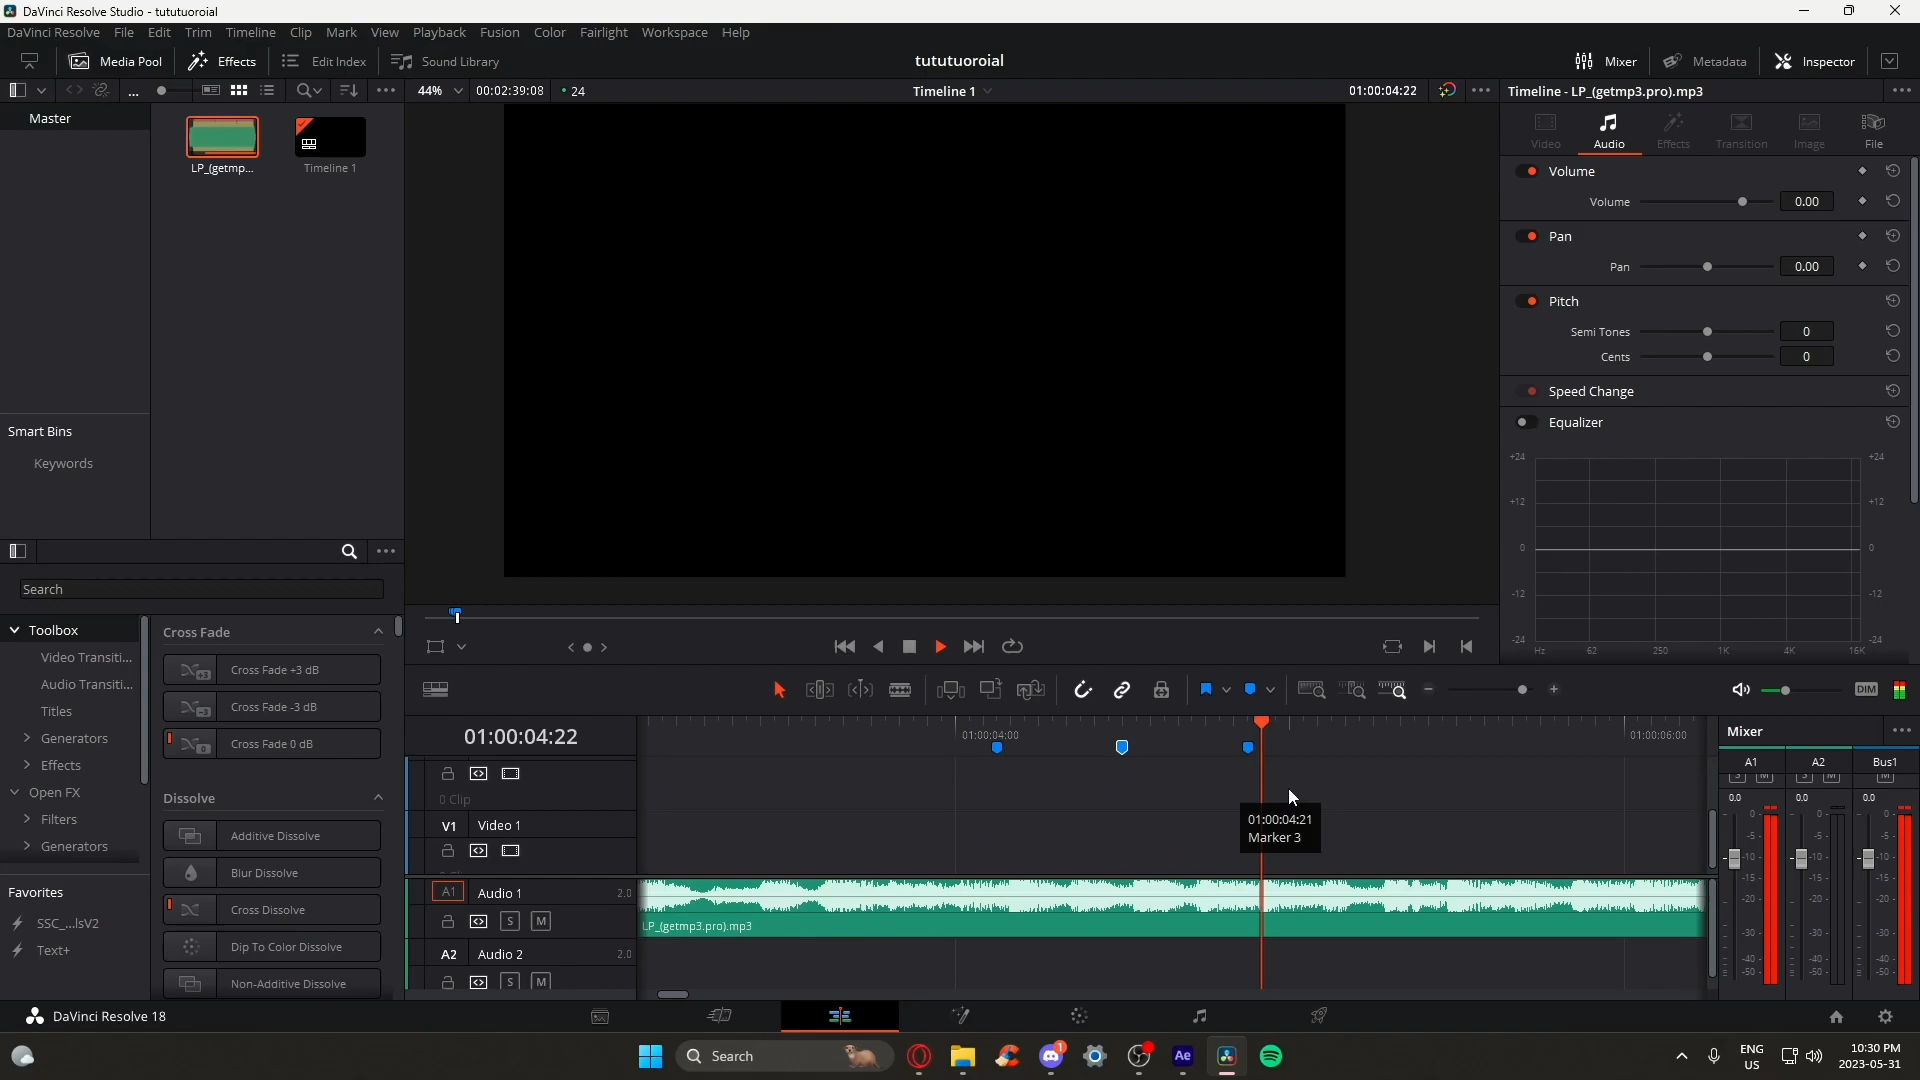 DaVinci Resolve Studio - tututuoroial
DaVinci Resolve File Edit Trim Timeline Clip Mark View Playback Fusion Color Fairlight Workspace Help
Media Pool Effects Edit Index Sound Library tututuoroial Mixer Metadata Inspector
44% 00:02:39:08 24 Timeline 1 01:00:04:22 Timeline - LP_(getmp3.pro).mp3
Master
LP_(getmp... Timeline 1
Video Audio Effects Transition Image File
Volume
Volume 0.00
Pan
Pan 0.00
Pitch
Semi Tones 0
Cents 0
Speed Change
Equalizer
+24 +24
+12 +12
0 0
-12 -12
-24 -24
Hz 62 250 1K 4K 16K
Smart Bins
Keywords
Search
Toolbox
Video Transiti...
Audio Transiti...
Titles
Generators
Effects
Open FX
Filters
Generators
Favorites
SSC_...lsV2
Text+
Cross Fade
+3 Cross Fade +3 dB
-3 Cross Fade -3 dB
0 Cross Fade 0 dB
Dissolve
Additive Dissolve
Blur Dissolve
Cross Dissolve
Dip To Color Dissolve
Non-Additive Dissolve
DIM
01:00:04:22
01:00:04:00 01:00:06:00
0 Clip
V1 Video 1
A1 Audio 1 2.0
S M
A2 Audio 2 2.0
S M
01:00:04:21
Marker 3
LP_(getmp3.pro).mp3
Mixer
A1 A2 Bus1
S M S M M
0.0 0.0 0.0
0 0 0
-5 -5 -5
-10 -10 -10
-15 -15 -15
-20 -20 -20
-30 -30 -30
-40 -40 -40
-50 -50 -50
DaVinci Resolve 18
Search
1
Ae
ENG
US
10:30 PM
2023-05-31